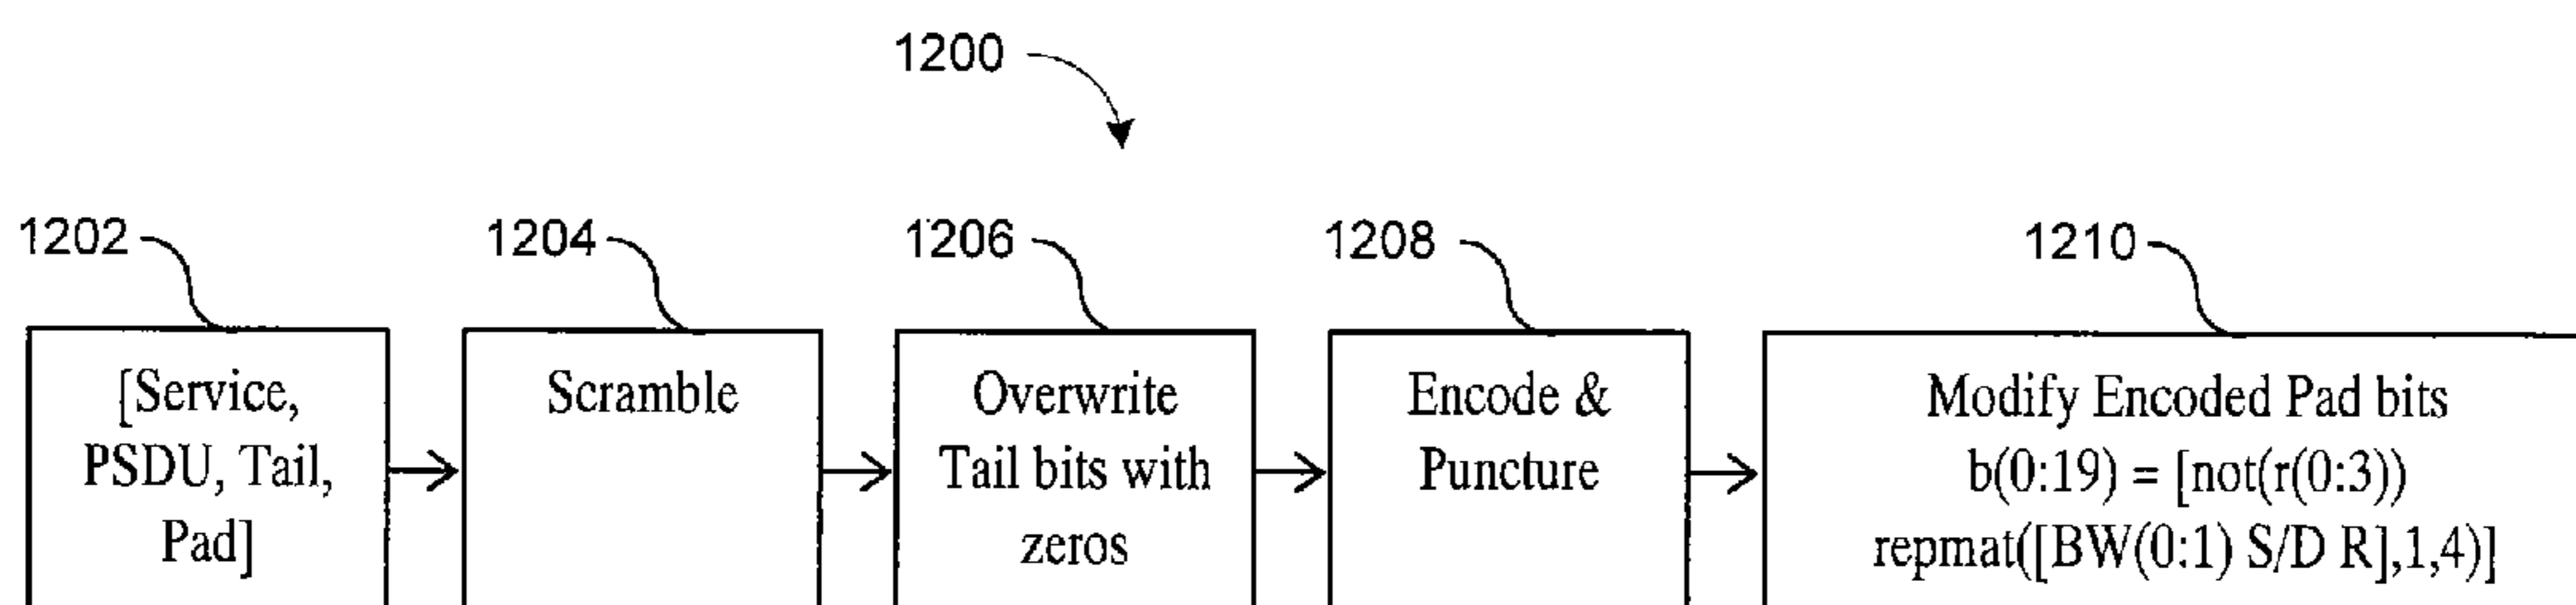 1200
1202
1204
1206
1208
1210
[Service,
PSDU, Tail,
Pad]
Scramble
Overwrite
Tail bits with
zeros
Encode &
Puncture
Modify Encoded Pad bits
b(0:19) = [not(r(0:3))
repmat([BW(0:1) S/D R],1,4)]